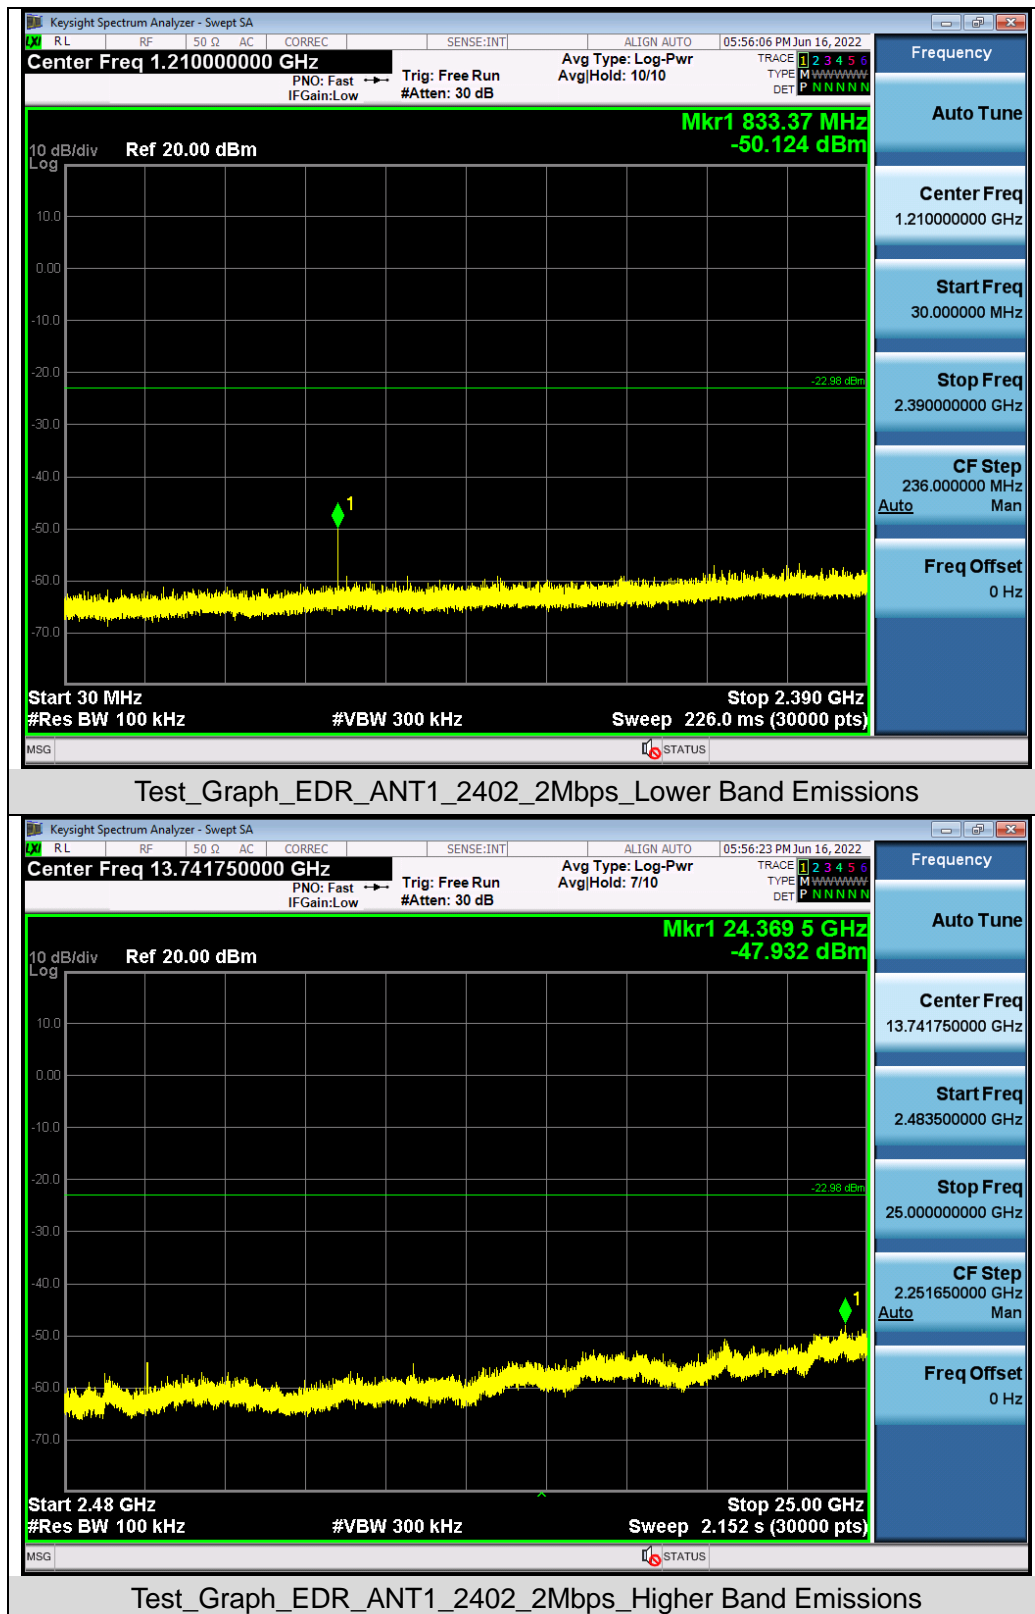 Keysight Spectrum Analyzer - Swept SA
LXI RL RF 50 Ω AC CORREC SENSE:INT ALIGN AUTO 05:56:06 PM Jun 16, 2022
Center Freq 1.210000000 GHz
PNO: Fast
IFGain:Low
Trig: Free Run
#Atten: 30 dB
Avg Type: Log-Pwr
Avg|Hold: 10/10
TRACE 1 2 3 4 5 6
TYPE M WWWWW
DET P N N N N N
Mkr1 833.37 MHz
-50.124 dBm
10 dB/div Ref 20.00 dBm
Log
10.0
0.00
-10.0
-20.0
-22.98 dBm
-30.0
-40.0
1
-50.0
-60.0
-70.0
Start 30 MHz Stop 2.390 GHz
#Res BW 100 kHz #VBW 300 kHz Sweep 226.0 ms (30000 pts)
MSG STATUS
Frequency
Auto Tune
Center Freq
1.210000000 GHz
Start Freq
30.000000 MHz
Stop Freq
2.390000000 GHz
CF Step
236.000000 MHz
Auto Man
Freq Offset
0 Hz
Test_Graph_EDR_ANT1_2402_2Mbps_Lower Band Emissions
Keysight Spectrum Analyzer - Swept SA
LXI RL RF 50 Ω AC CORREC SENSE:INT ALIGN AUTO 05:56:23 PM Jun 16, 2022
Center Freq 13.741750000 GHz
PNO: Fast
IFGain:Low
Trig: Free Run
#Atten: 30 dB
Avg Type: Log-Pwr
Avg|Hold: 7/10
TRACE 1 2 3 4 5 6
TYPE M WWWWW
DET P N N N N N
Mkr1 24.369 5 GHz
-47.932 dBm
10 dB/div Ref 20.00 dBm
Log
10.0
0.00
-10.0
-20.0
-22.98 dBm
-30.0
-40.0
1
-50.0
-60.0
-70.0
Start 2.48 GHz Stop 25.00 GHz
#Res BW 100 kHz #VBW 300 kHz Sweep 2.152 s (30000 pts)
MSG STATUS
Frequency
Auto Tune
Center Freq
13.741750000 GHz
Start Freq
2.483500000 GHz
Stop Freq
25.000000000 GHz
CF Step
2.251650000 GHz
Auto Man
Freq Offset
0 Hz
Test_Graph_EDR_ANT1_2402_2Mbps_Higher Band Emissions